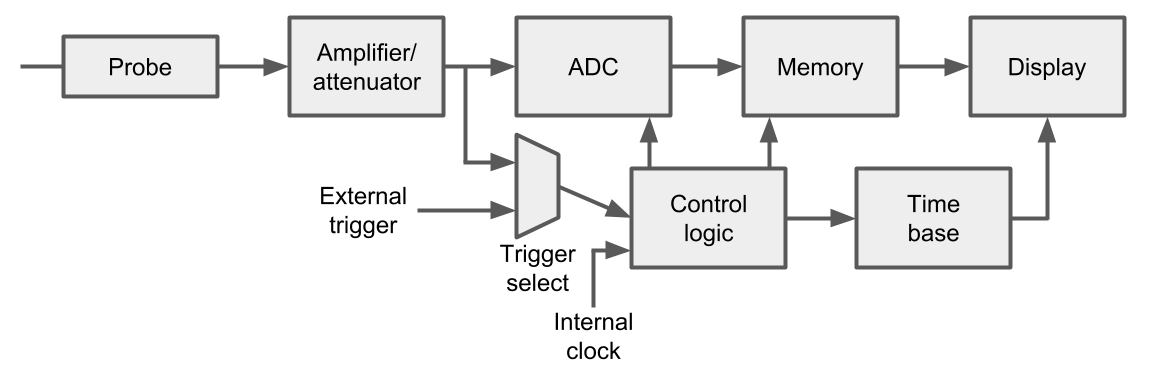 Probe
Amplifier/
attenuator
ADC
Memory
Display
External
trigger
Trigger
select
Control
logic
Time
base
Internal
clock